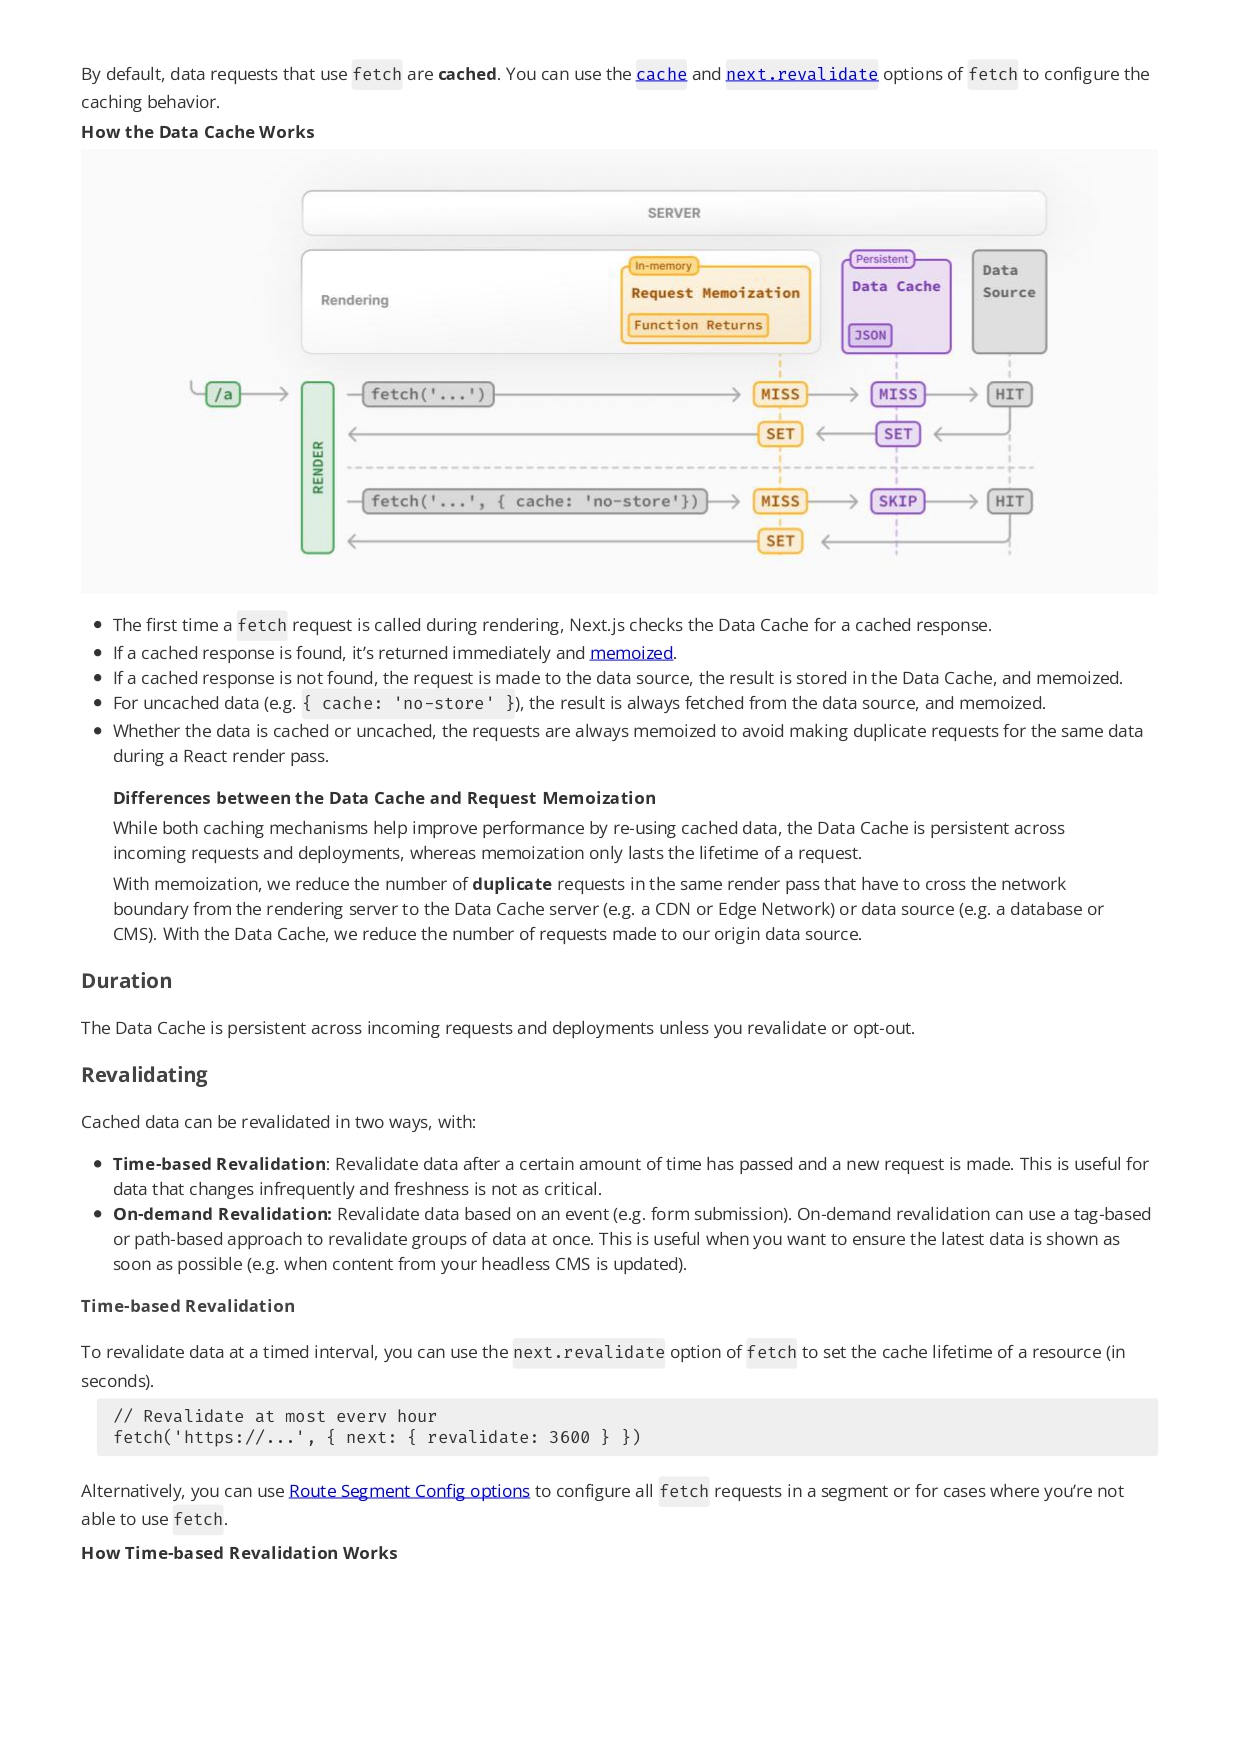 By default, data requests that use fetch are cached. You can use the cache and next.revalidate options of fetch to configure the
caching behavior.
How the Data Cache Works
SERVER
Rendering
In-memory
Request Memoization
Function Returns
Persistent
Data Cache
JSON
Data
Source
/a
RENDER
fetch('...')
MISS
MISS
HIT
SET
SET
fetch('...', { cache: 'no-store'})
MISS
SKIP
HIT
SET
● The first time a fetch request is called during rendering, Next.js checks the Data Cache for a cached response.
● If a cached response is found, it’s returned immediately and memoized.
● If a cached response is not found, the request is made to the data source, the result is stored in the Data Cache, and memoized.
● For uncached data (e.g. { cache: 'no-store' }), the result is always fetched from the data source, and memoized.
● Whether the data is cached or uncached, the requests are always memoized to avoid making duplicate requests for the same data
during a React render pass.
Differences between the Data Cache and Request Memoization
While both caching mechanisms help improve performance by re-using cached data, the Data Cache is persistent across
incoming requests and deployments, whereas memoization only lasts the lifetime of a request.
With memoization, we reduce the number of duplicate requests in the same render pass that have to cross the network
boundary from the rendering server to the Data Cache server (e.g. a CDN or Edge Network) or data source (e.g. a database or
CMS). With the Data Cache, we reduce the number of requests made to our origin data source.
Duration
The Data Cache is persistent across incoming requests and deployments unless you revalidate or opt-out.
Revalidating
Cached data can be revalidated in two ways, with:
● Time-based Revalidation: Revalidate data after a certain amount of time has passed and a new request is made. This is useful for
data that changes infrequently and freshness is not as critical.
● On-demand Revalidation: Revalidate data based on an event (e.g. form submission). On-demand revalidation can use a tag-based
or path-based approach to revalidate groups of data at once. This is useful when you want to ensure the latest data is shown as
soon as possible (e.g. when content from your headless CMS is updated).
Time-based Revalidation
To revalidate data at a timed interval, you can use the next.revalidate option of fetch to set the cache lifetime of a resource (in
seconds).
// Revalidate at most every hour
fetch('https://...', { next: { revalidate: 3600 } })
Alternatively, you can use Route Segment Config options to configure all fetch requests in a segment or for cases where you’re not
able to use fetch.
How Time-based Revalidation Works